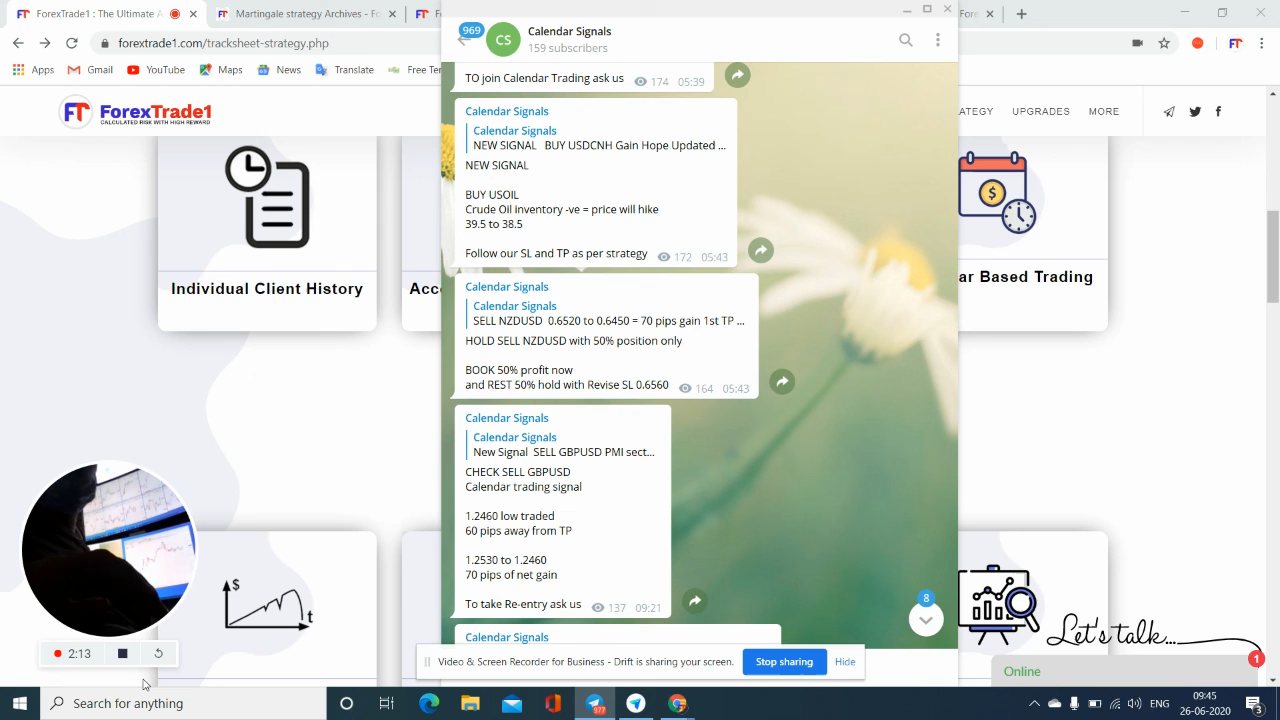 ForexTrade1 : The Ultimate A
Martingale strategy Archives - Fo
Fore
forextrade1.com/tracksheet-strategy.php
Apps
Gmail
YouTube
Maps
News
Translate
Free Te
FT ForexTrade1
CALCULATED RISK WITH HIGH REWARD
ATEGY
UPGRADES
MORE
969
CS
Calendar Signals
159 subscribers
TO join Calendar Trading ask us 174 05:39
Calendar Signals
Calendar Signals
NEW SIGNAL BUY USDCNH Gain Hope Updated ...
NEW SIGNAL
BUY USOIL
Crude Oil inventory -ve = price will hike
39.5 to 38.5
Follow our SL and TP as per strategy 172 05:43
Calendar Signals
Calendar Signals
SELL NZDUSD 0.6520 to 0.6450 = 70 pips gain 1st TP ...
HOLD SELL NZDUSD with 50% position only
BOOK 50% profit now
and REST 50% hold with Revise SL 0.6560 164 05:43
Calendar Signals
Calendar Signals
New Signal SELL GBPUSD PMI sect...
CHECK SELL GBPUSD
Calendar trading signal
1.2460 low traded
60 pips away from TP
1.2530 to 1.2460
70 pips of net gain
To take Re-entry ask us 137 09:21
Calendar Signals
8
Individual Client History
Acc
ar Based Trading
$
t
$
Let's talk...
Online
1
2:13
Video & Screen Recorder for Business - Drift is sharing your screen.
Stop sharing
Hide
Search for anything
977
ENG
09:45
26-06-2020
3